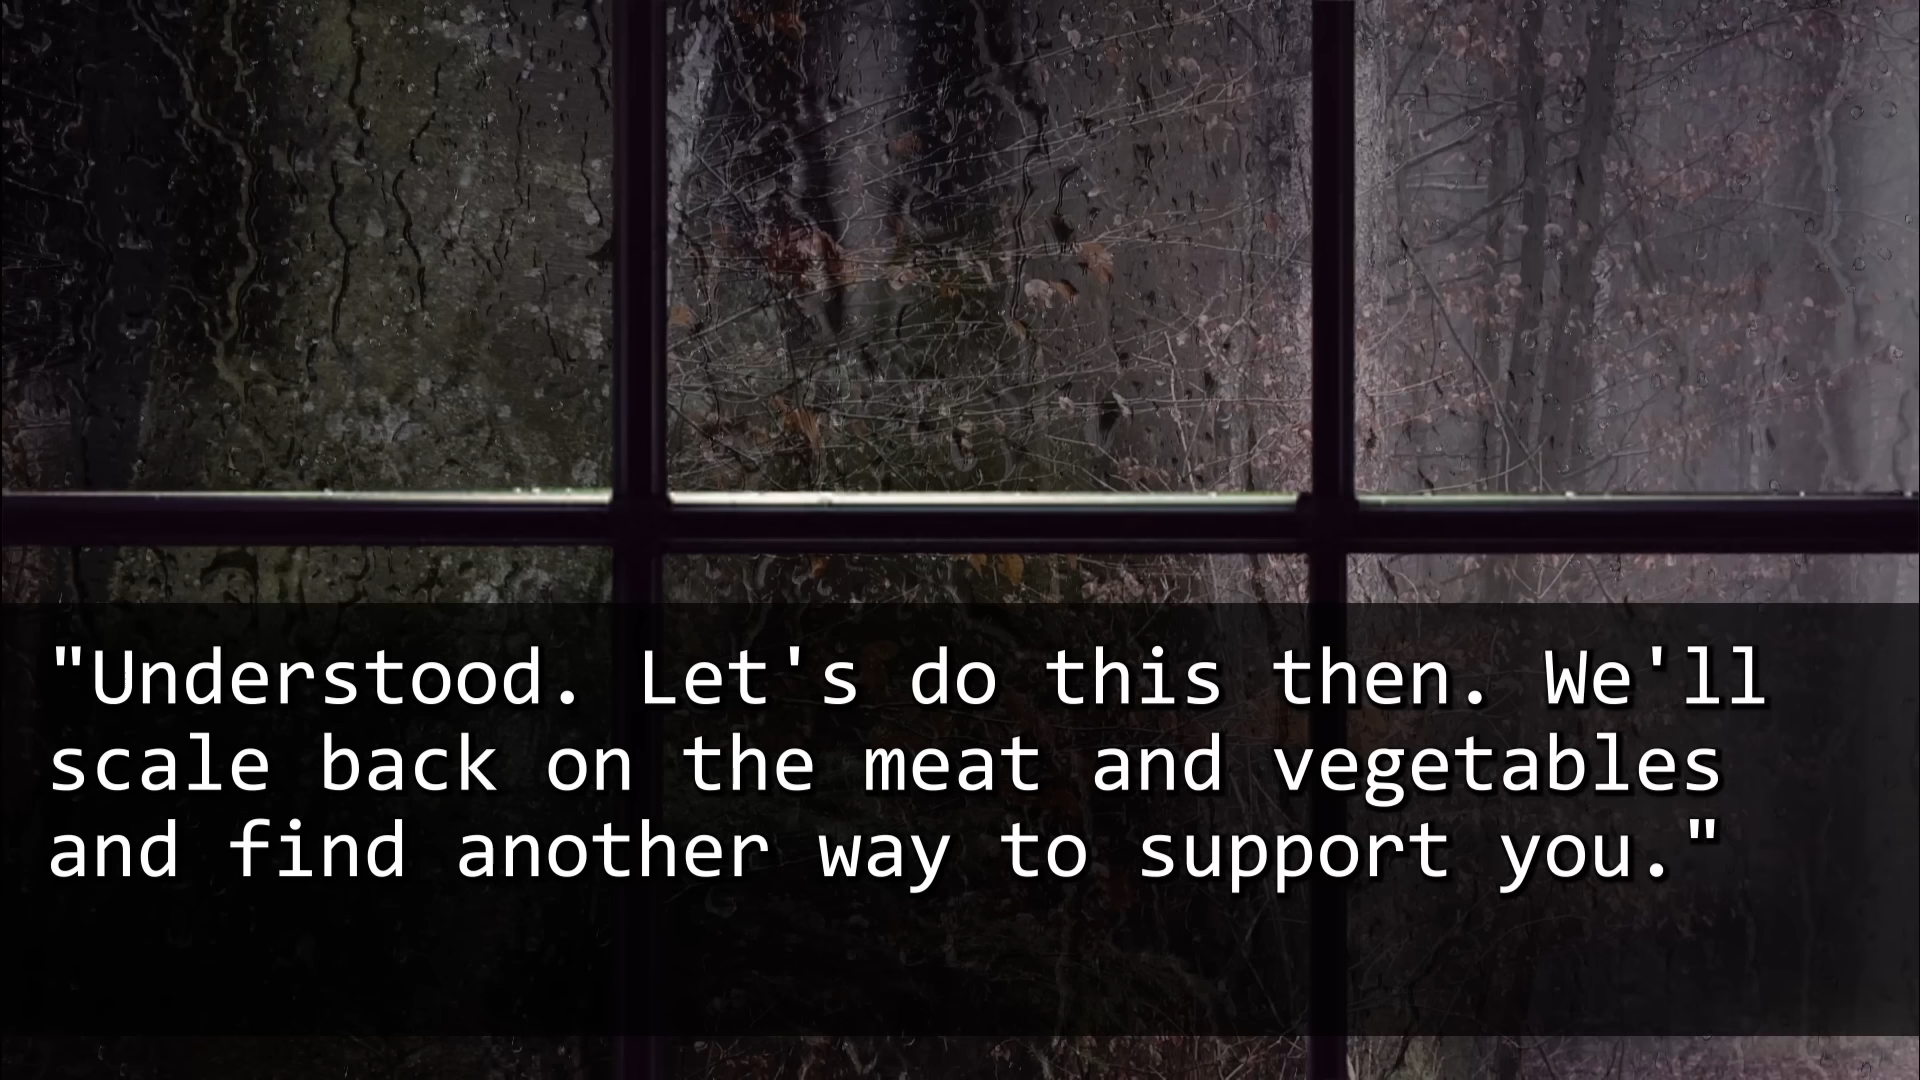 "Understood. Let's do this then. We'll
scale back on the meat and vegetables
and find another way to support you."